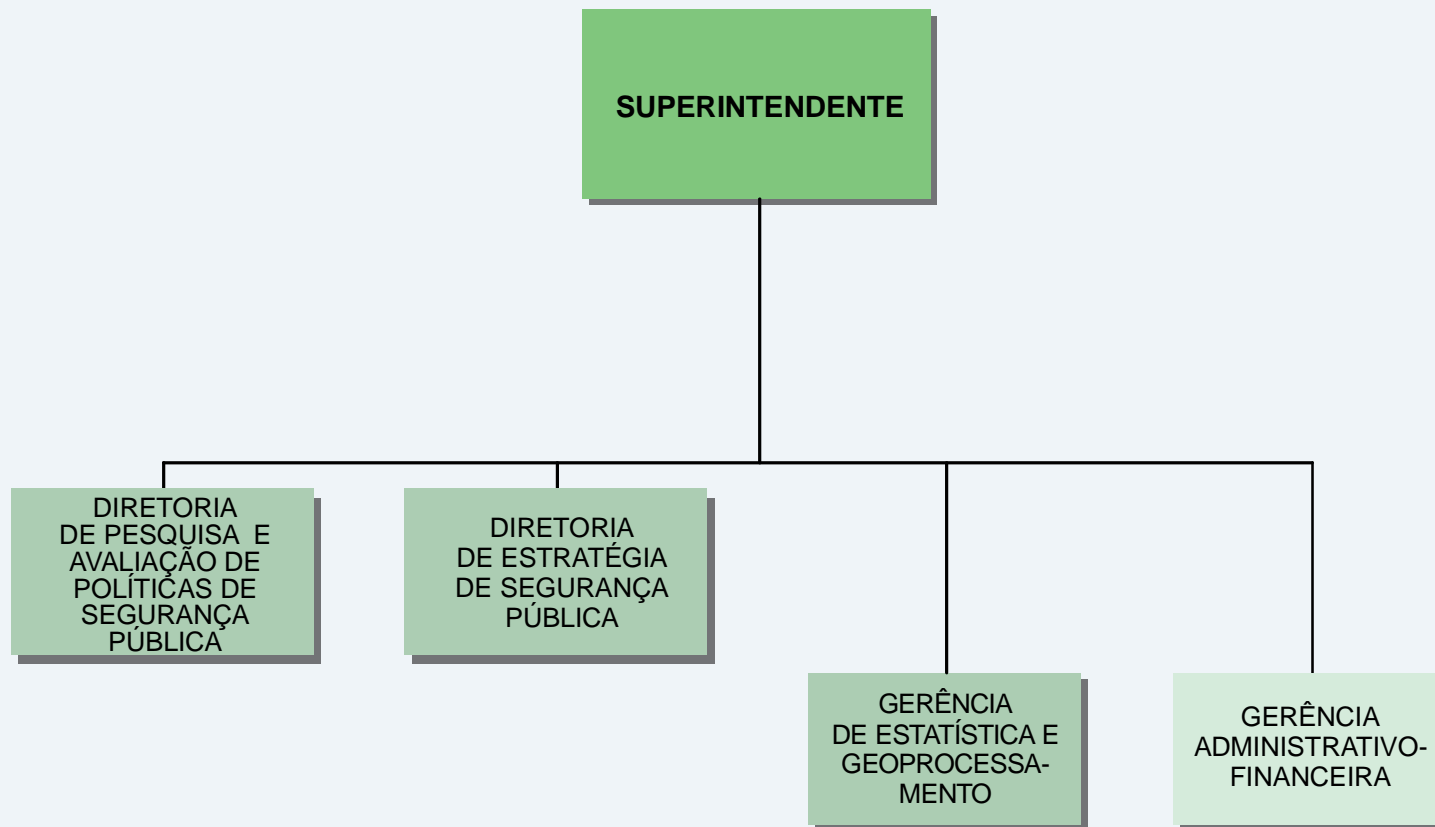 SUPERINTENDENTE
DIRETORIA
DE PESQUISA E
AVALIAÇÃO DE
POLÍTICAS DE
SEGURANÇA
PÚBLICA
DIRETORIA
DE ESTRATÉGIA
DE SEGURANÇA
PÚBLICA
GERÊNCIA
DE ESTATÍSTICA E
GEOPROCESSA-
MENTO
GERÊNCIA
ADMINISTRATIVO-
FINANCEIRA